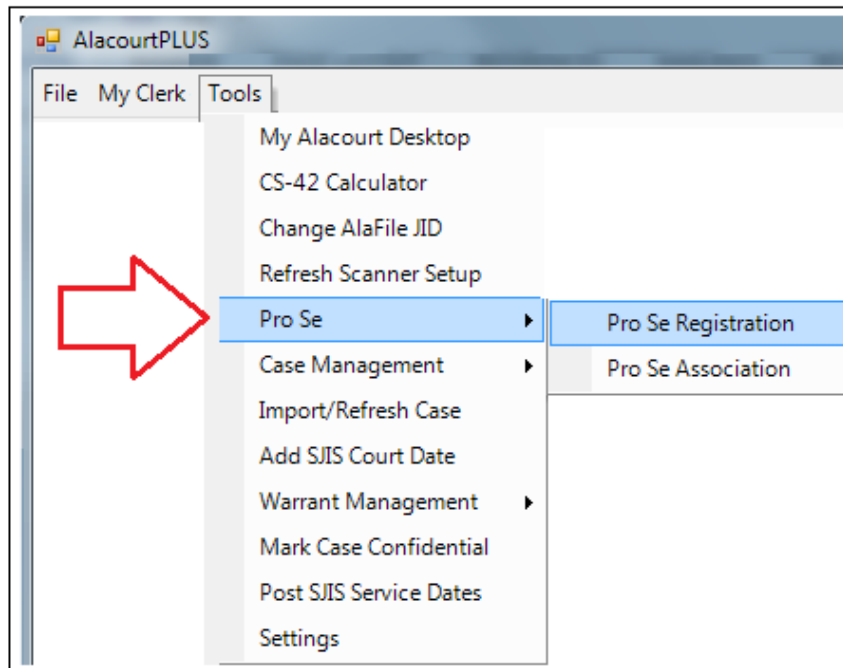 AlacourtPLUS
File My Clerk Tools
My Alacourt Desktop
CS-42 Calculator
Change AlaFile JID
Refresh Scanner Setup
Pro Se
Pro Se Registration
Case Management
Pro Se Association
Import/Refresh Case
Add SJIS Court Date
Warrant Management
Mark Case Confidential
Post SJIS Service Dates
Settings